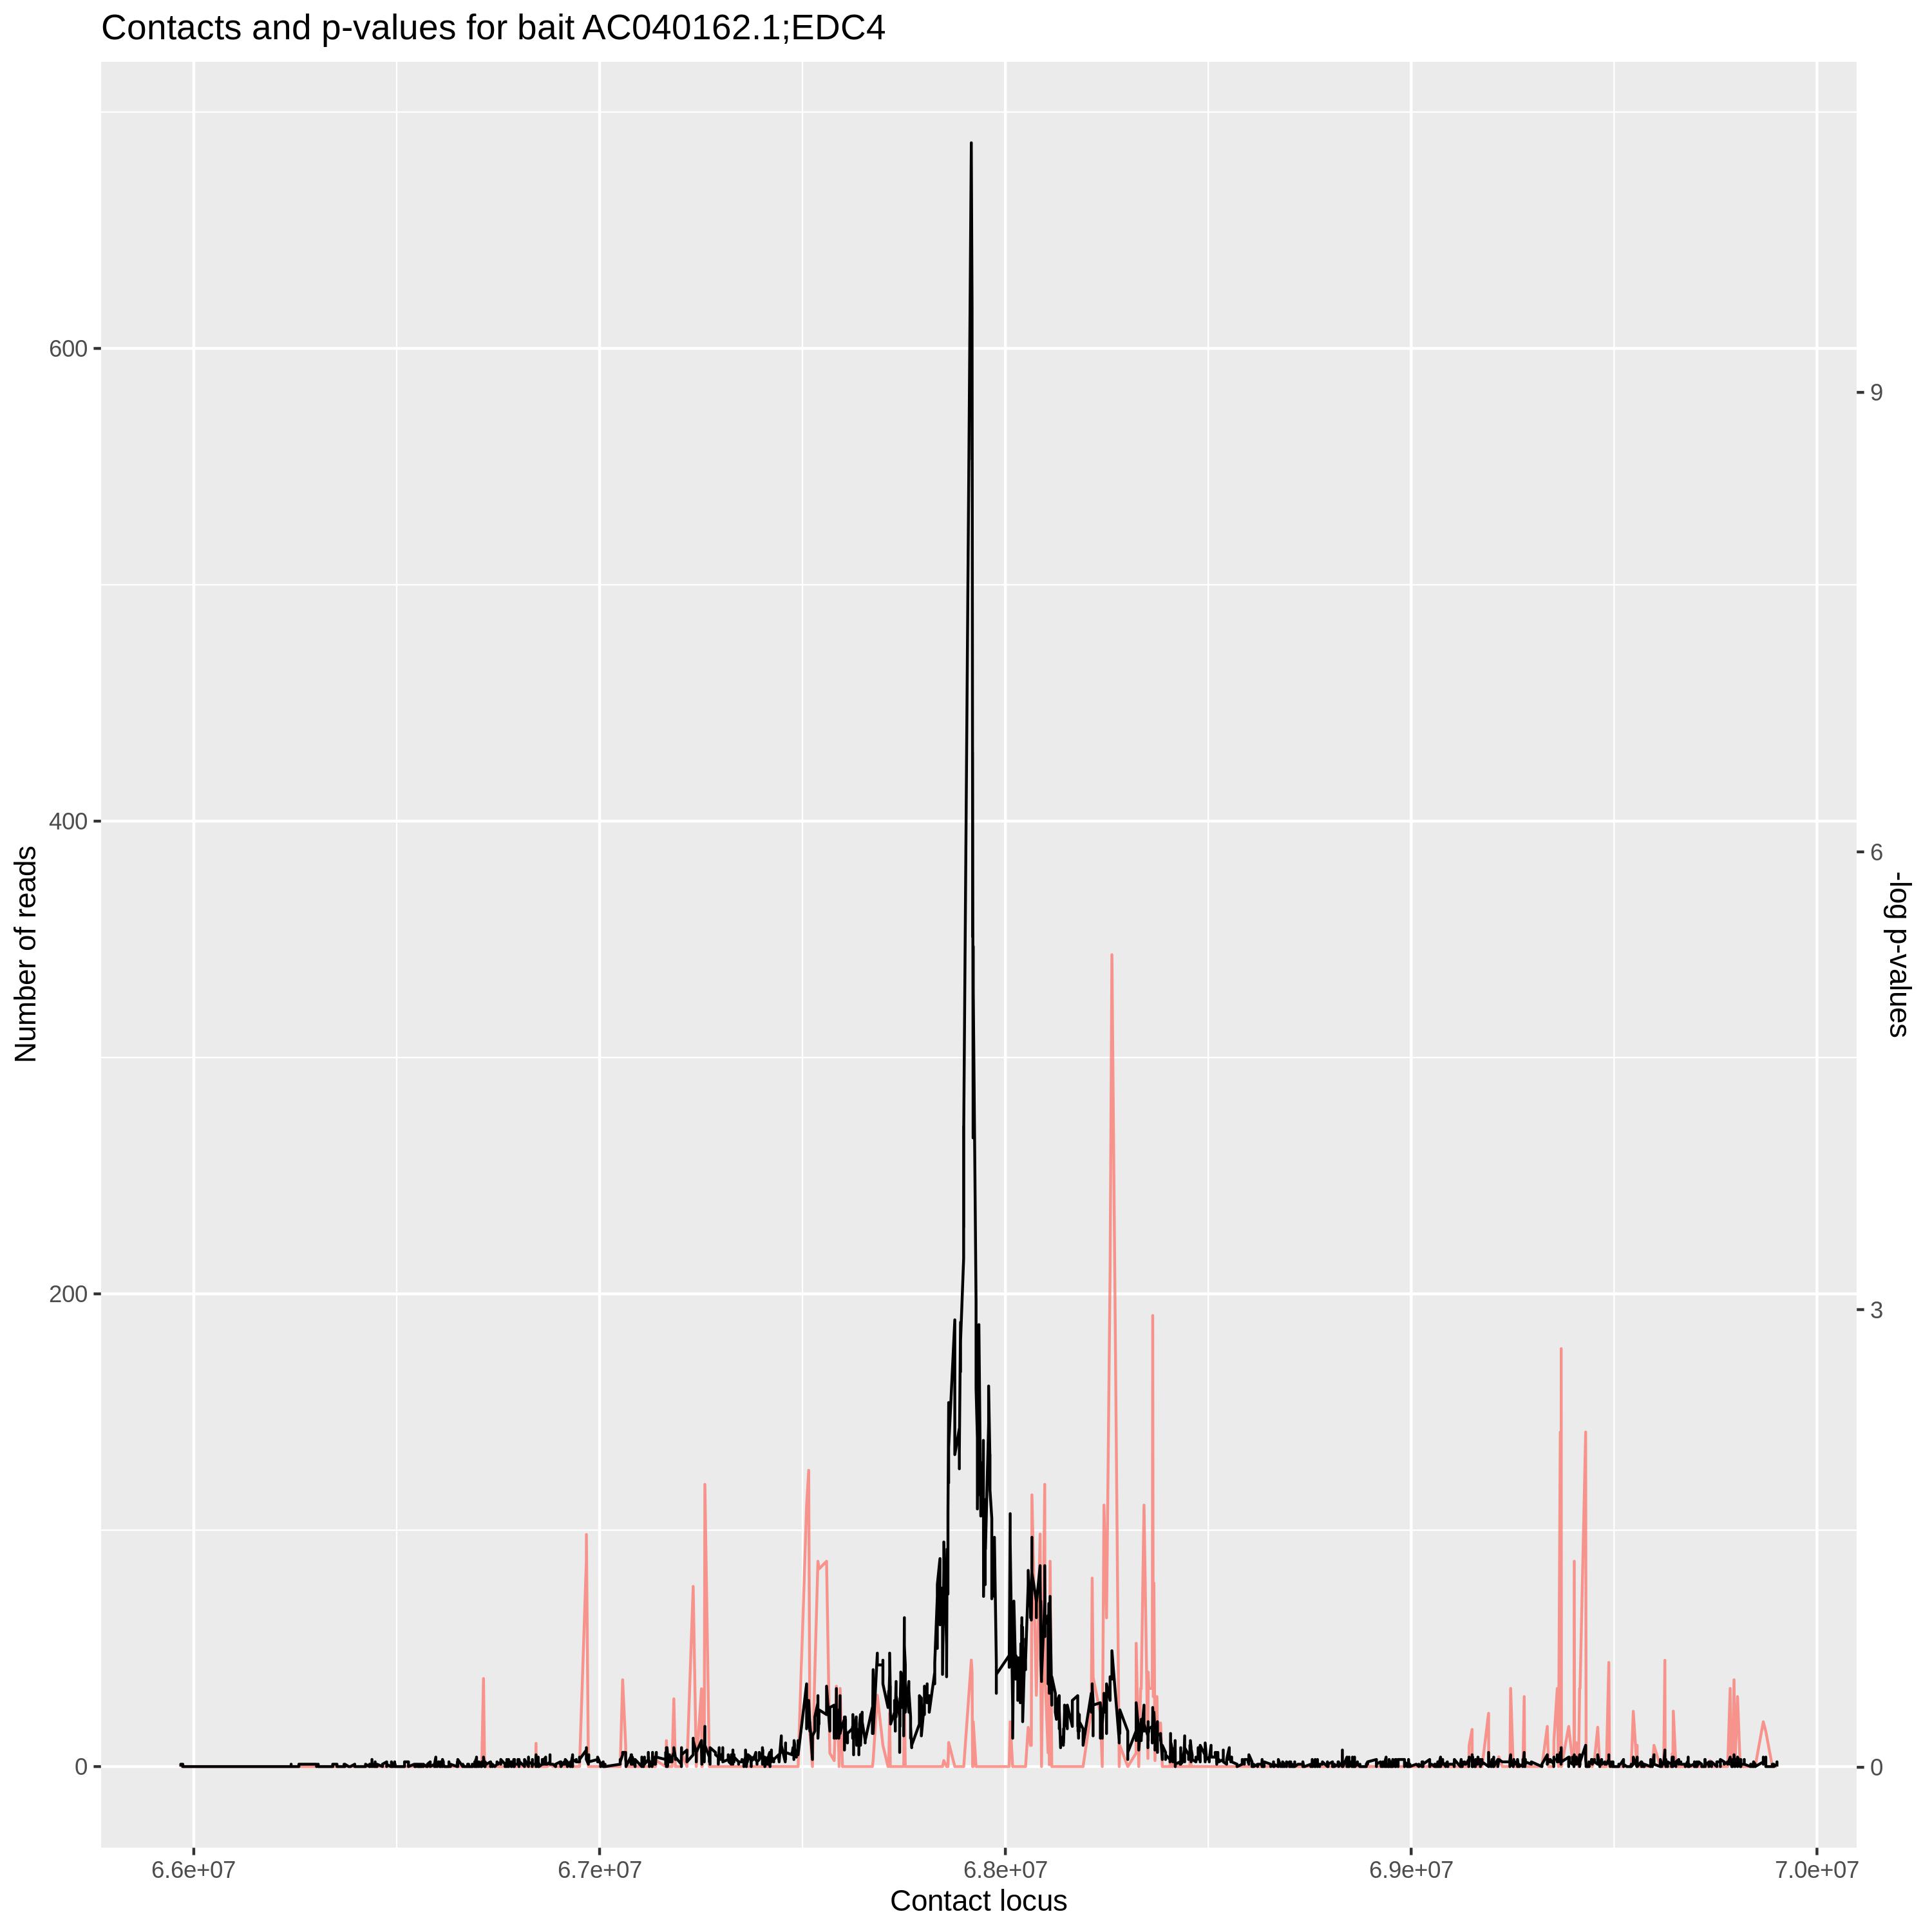 Contacts and p-values for bait AC040162.1;EDC4
600
400
200
0
Number of reads
9
6
3
0
-log p-values
6.6e+07 6.7e+07 6.8e+07 6.9e+07 7.0e+07
Contact locus